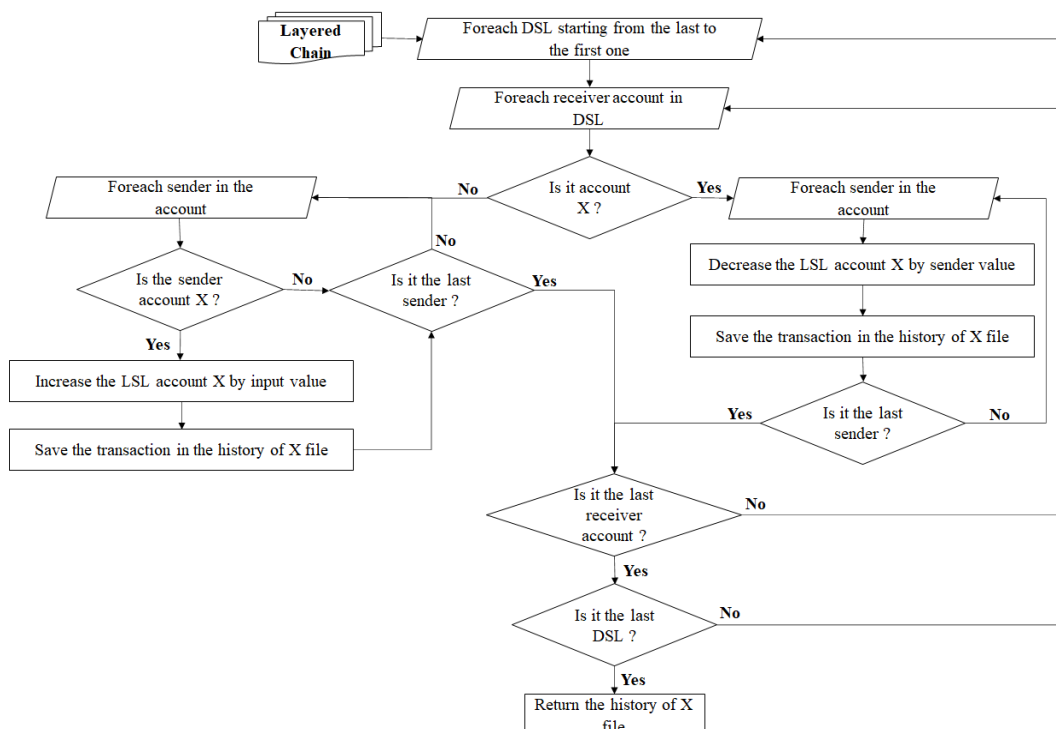 Layered
Chain
Foreach DSL starting from the last to
the first one
Foreach receiver account in
DSL
Is it account
X ?
No
Yes
Foreach sender in the
account
Foreach sender in the
account
No
Is the sender
account X ?
No
Is it the last
sender ?
Yes
Decrease the LSL account X by sender value
Yes
Save the transaction in the history of X file
Increase the LSL account X by input value
Yes
Is it the last
sender ?
No
Save the transaction in the history of X file
Is it the last
receiver
account ?
No
Yes
Is it the last
DSL ?
No
Yes
Return the history of X
file